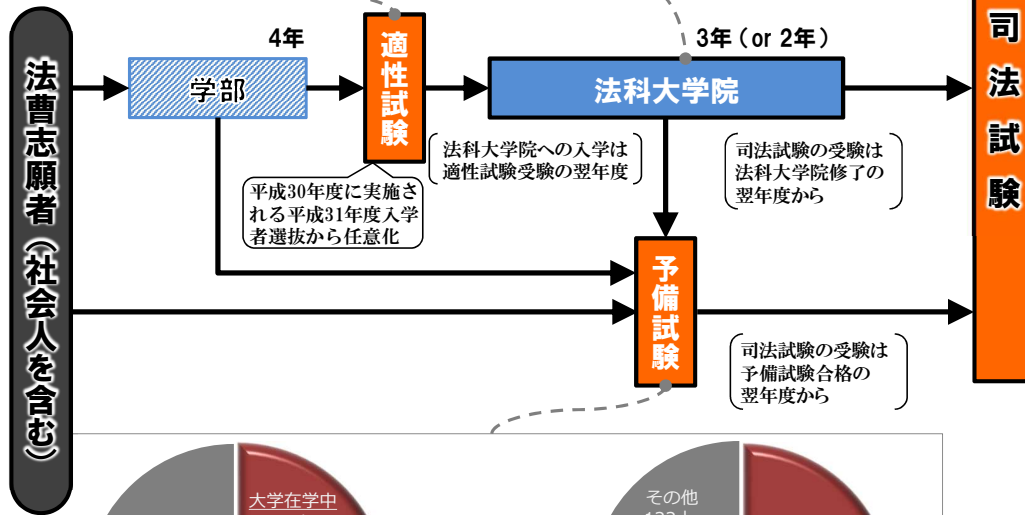 法曹志願者（社会人を含む）
4年
学部
適性試験
3年（or 2年）
法科大学院
司法試験
法科大学院への入学は
適性試験受験の翌年度
司法試験の受験は
法科大学院修了の
翌年度から
平成30年度に実施さ
れる平成31年度入学
者選抜から任意化
予備試験
司法試験の受験は
予備試験合格の
翌年度から
大学在学中
その他